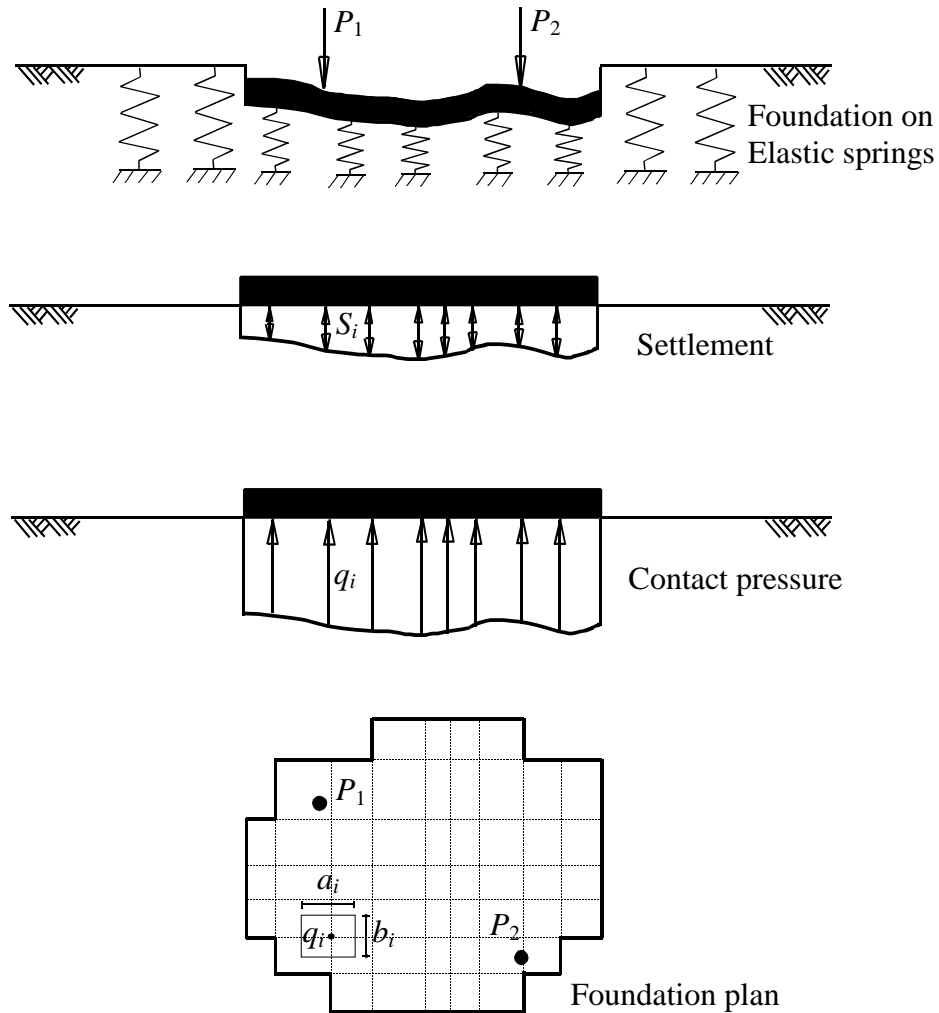 P1
P2
Foundation on
Elastic springs
Si
Settlement
qi
Contact pressure
P1
ai
qi
bi
P2
Foundation plan